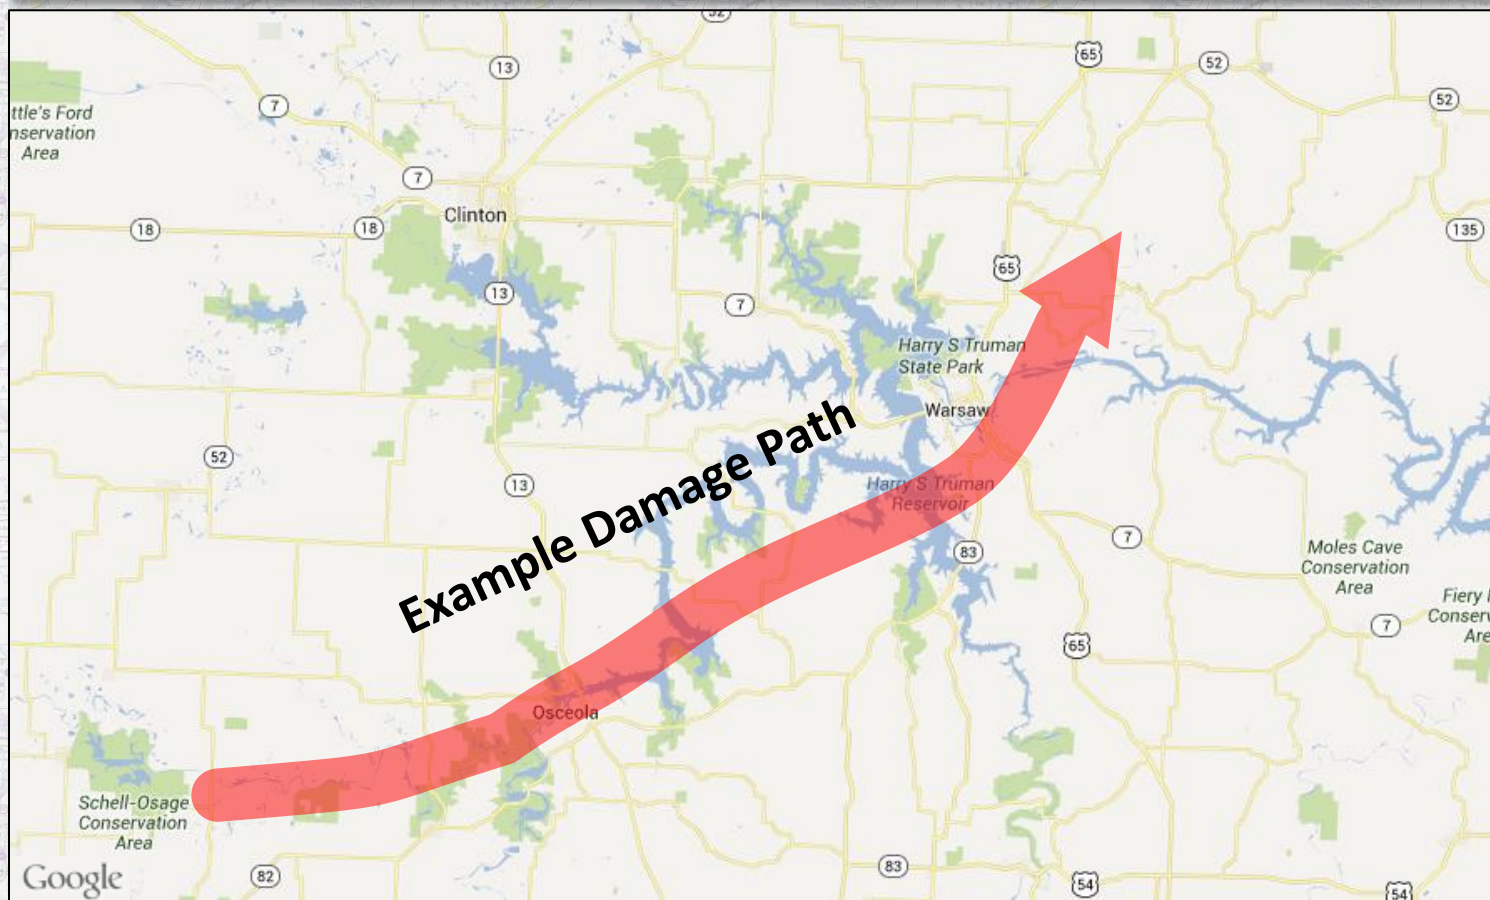 52
65
52
13
52
7
ttle's Ford
nservation
Area
7
Clinton
18
18
135
65
13
7
Harry S Truman
State Park
Warsaw
Example Damage Path
52
13
Harry S Truman
Reservoir
7
83
Moles Cave
Conservation
Area
Fiery
Conserv
Are
7
65
Osceola
Schell-Osage
Conservation
Area
Google
82
83
54
54